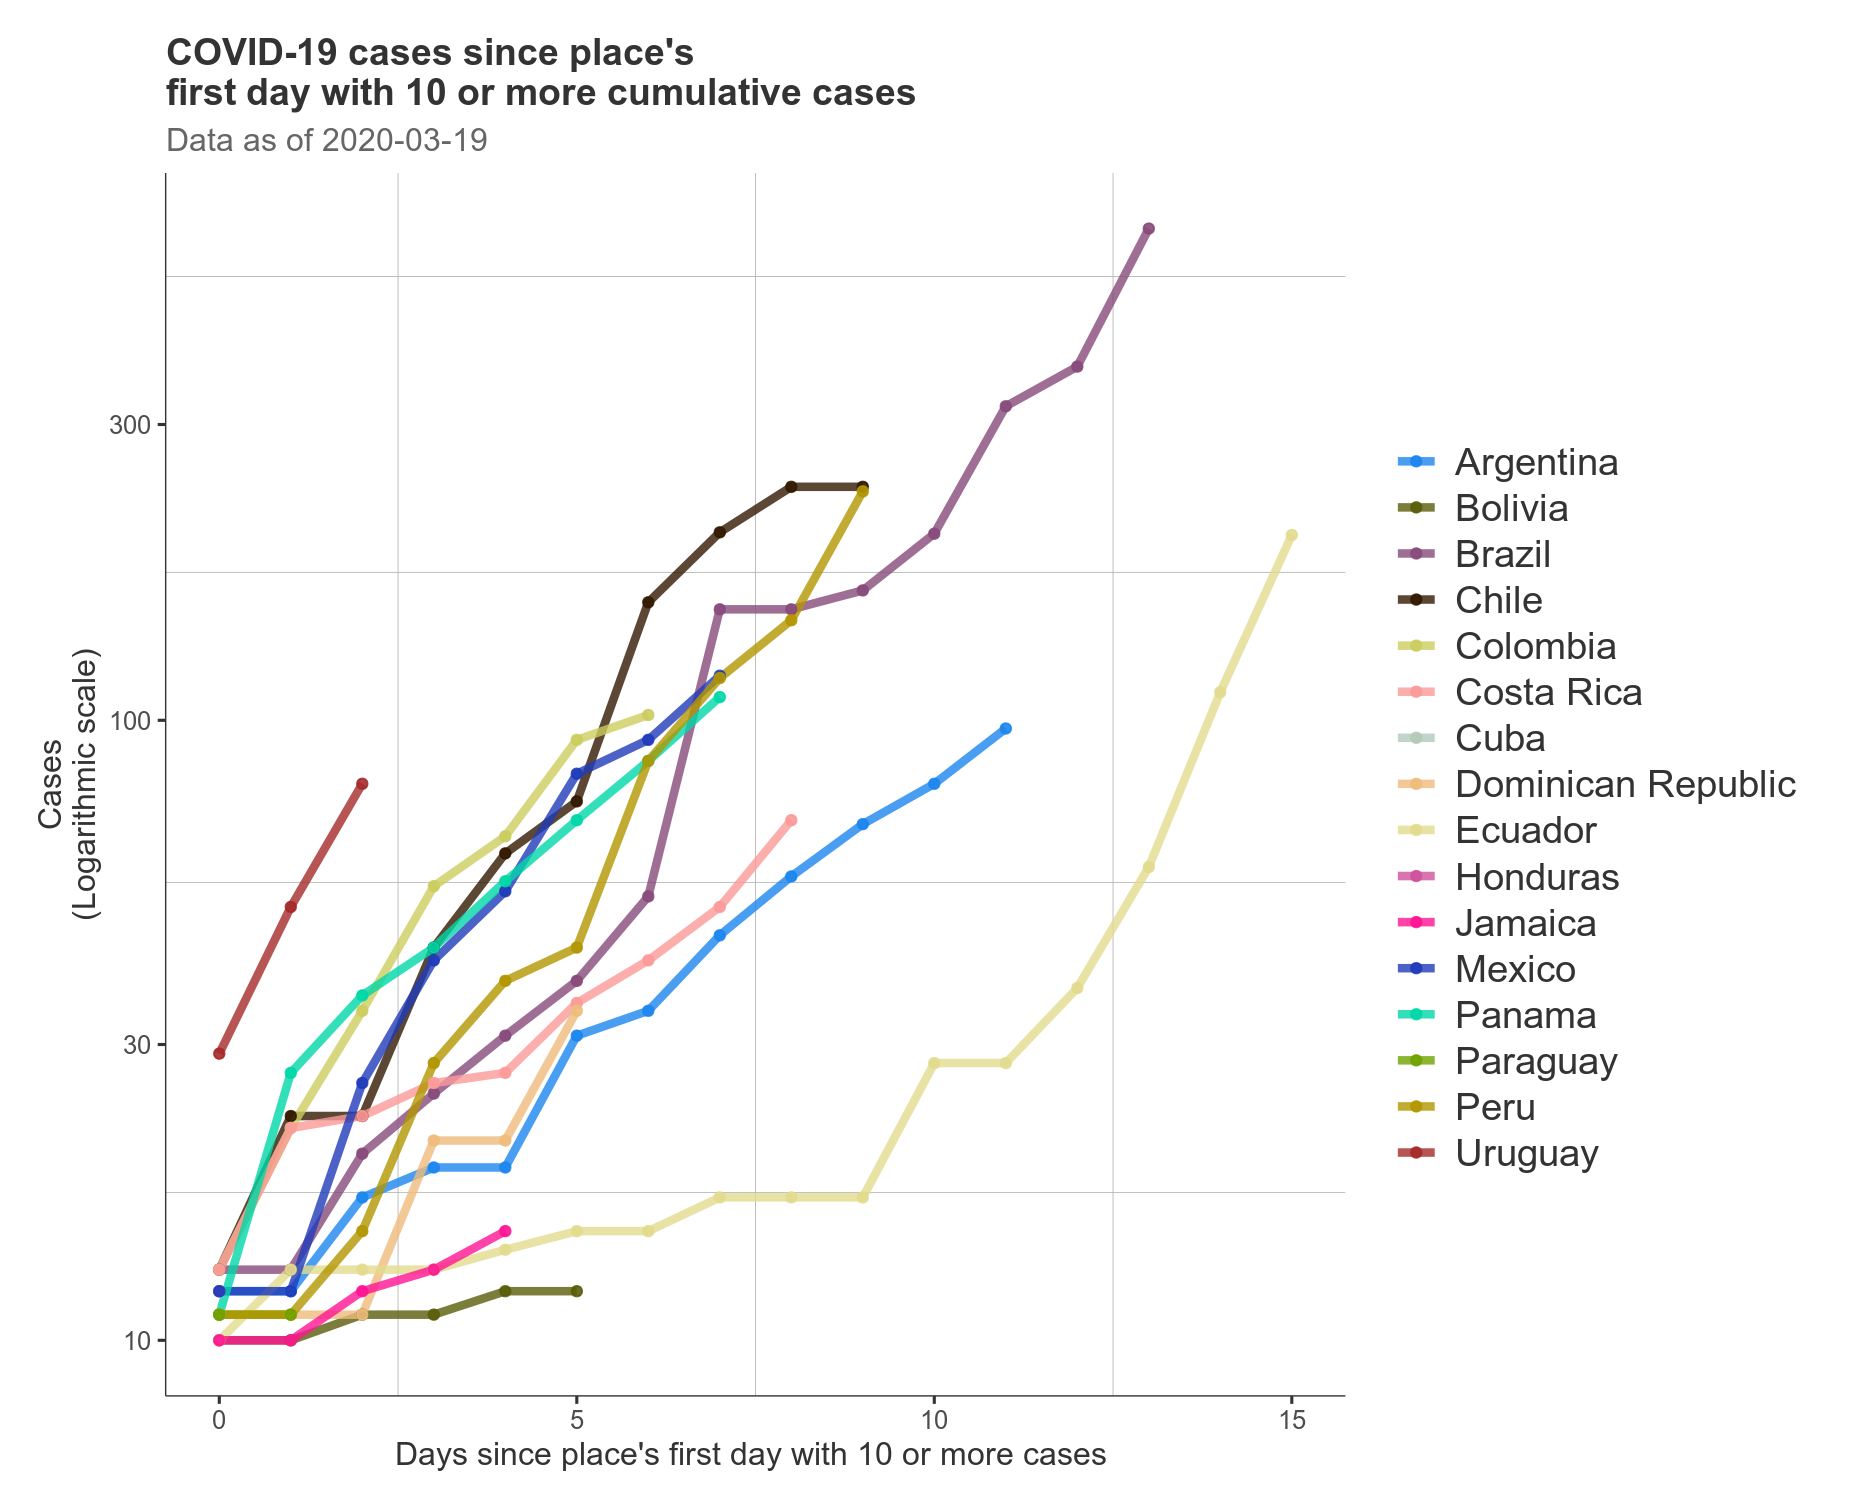 COVID-19 cases since place's
first day with 10 or more cumulative cases
Data as of 2020-03-19
Cases
(Logarithmic scale)
300
100
30
10
0
5
10
15
Days since place's first day with 10 or more cases
Argentina
Bolivia
Brazil
Chile
Colombia
Costa Rica
Cuba
Dominican Republic
Ecuador
Honduras
Jamaica
Mexico
Panama
Paraguay
Peru
Uruguay